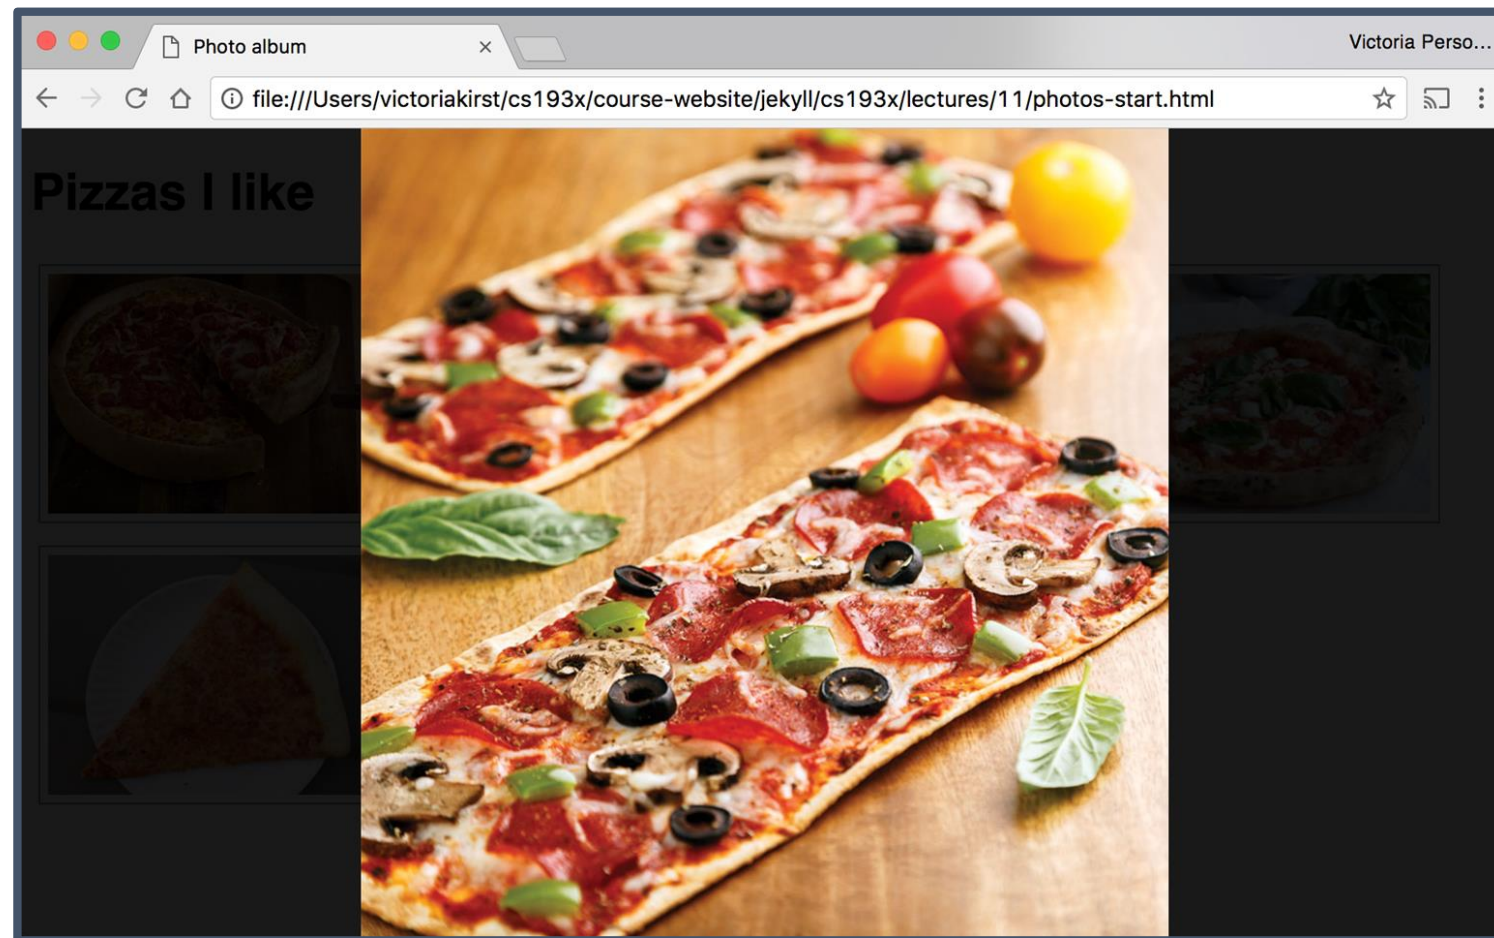 Photo album
Victoria Perso...
file:///Users/victoriakirst/cs193x/course-website/jekyll/cs193x/lectures/11/photos-start.html
Pizzas I like